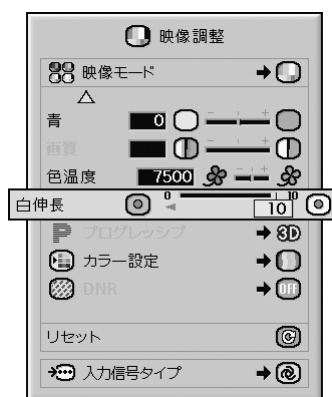 映像調整
映像モード
青 0
画質
色温度 7500
白伸長 0 10 10
P プログレッシブ 3D
カラー設定
DNR OFF
リセット
入力信号タイプ